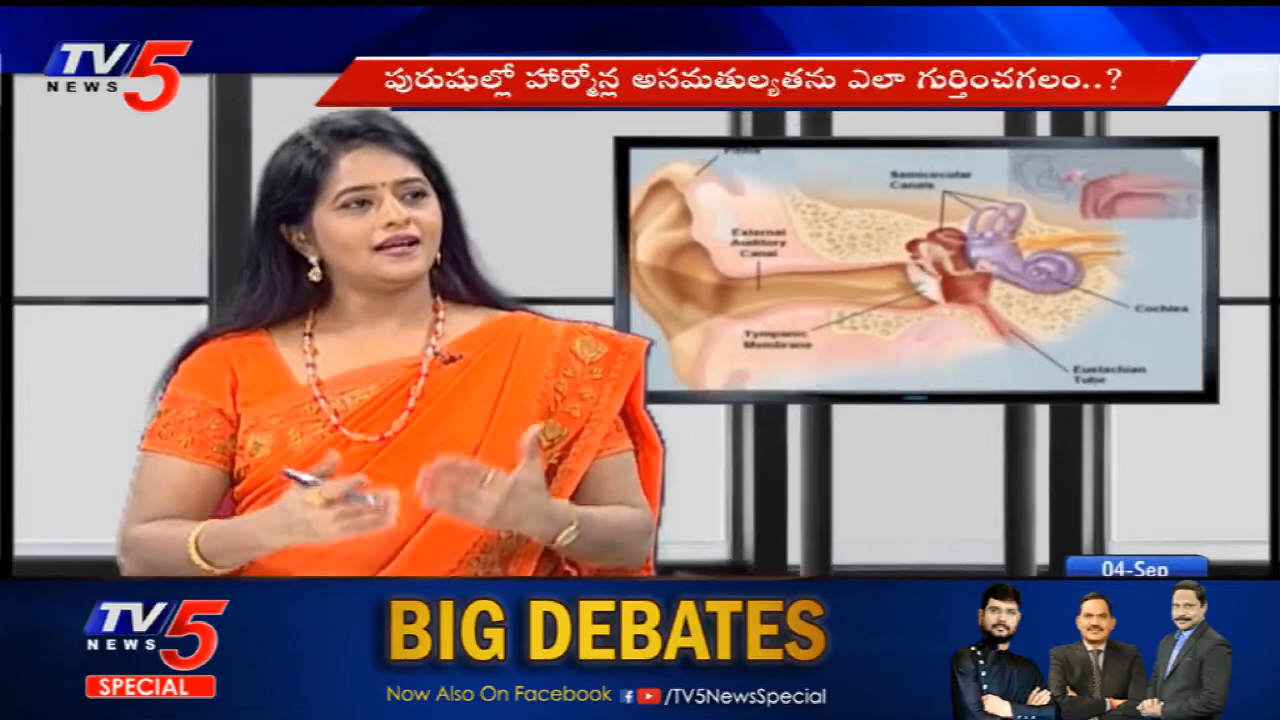 TV5
NEWS
పురుషుల్లో హార్మోన్ల అసమతుల్యతను ఎలా గుర్తించగలం..?
Semicircular
Canals
External
Auditory
Canal
Tympanic
Membrane
Cochlea
Eustachian
Tube
04-Sep
TV5
NEWS
SPECIAL
BIG DEBATES
Now Also On Facebook /TV5NewsSpecial